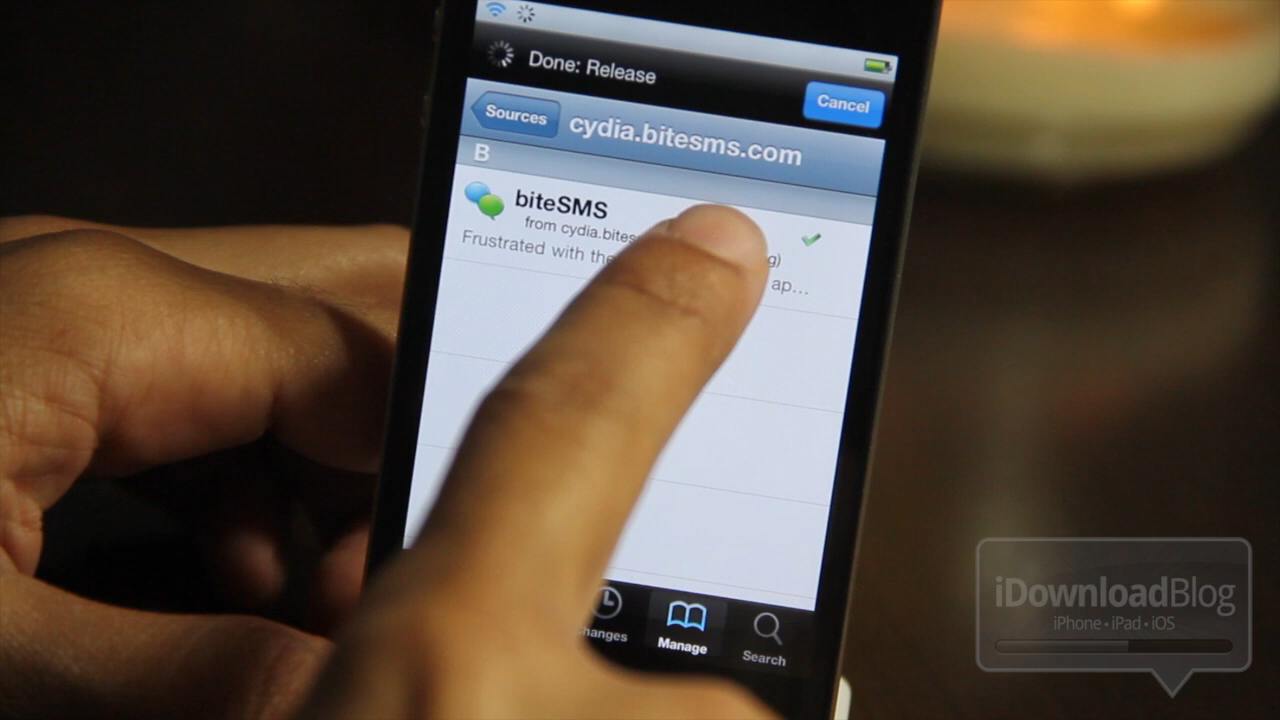 Done: Release
Cancel
Sources
cydia.bitesms.com
B
biteSMS
from cydia.bites
g)
Frustrated with the
ap...
hanges
Manage
Search
iDownloadBlog
iPhone • iPad • iOS